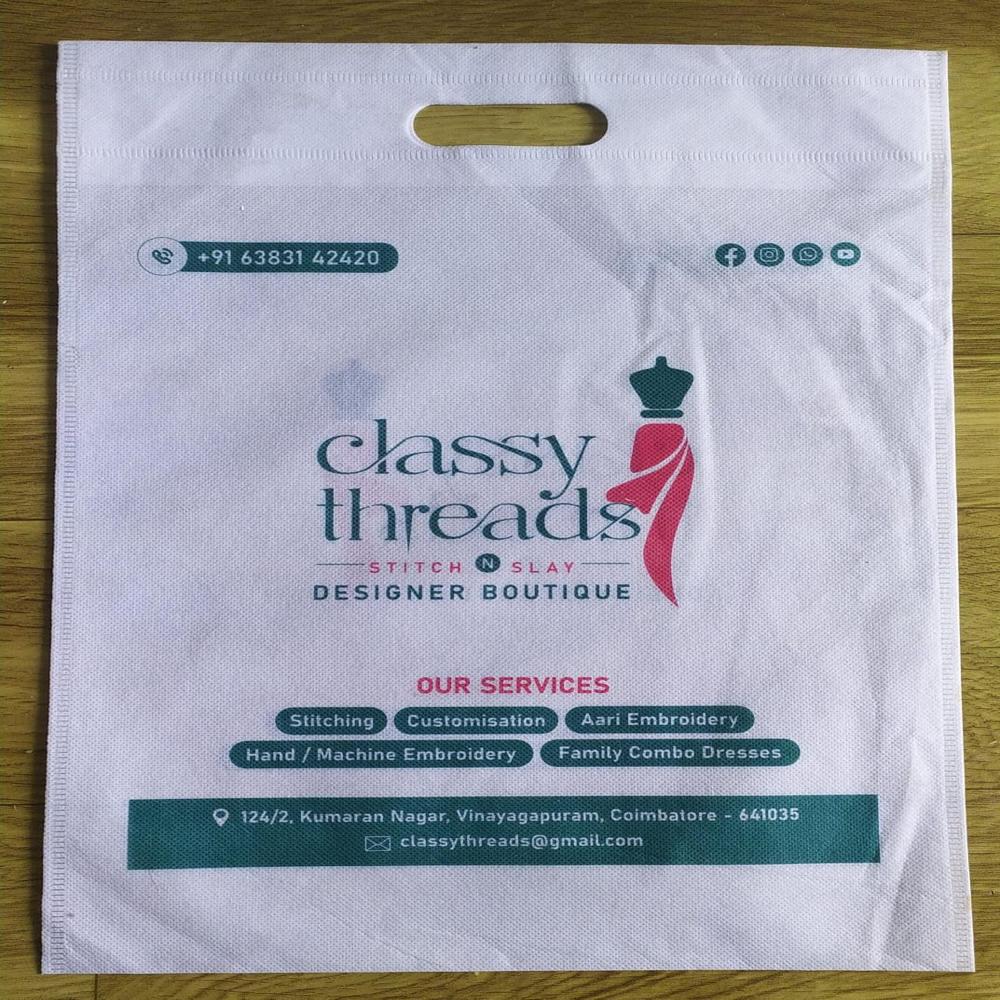 +91 63831 42420
classy
threads
STITCH N SLAY
DESIGNER BOUTIQUE
OUR SERVICES
Stitching Customisation Aari Embroidery
Hand / Machine Embroidery Family Combo Dresses
124/2, Kumaran Nagar, Vinayagapuram, Coimbatore - 641035
classythreads@gmail.com